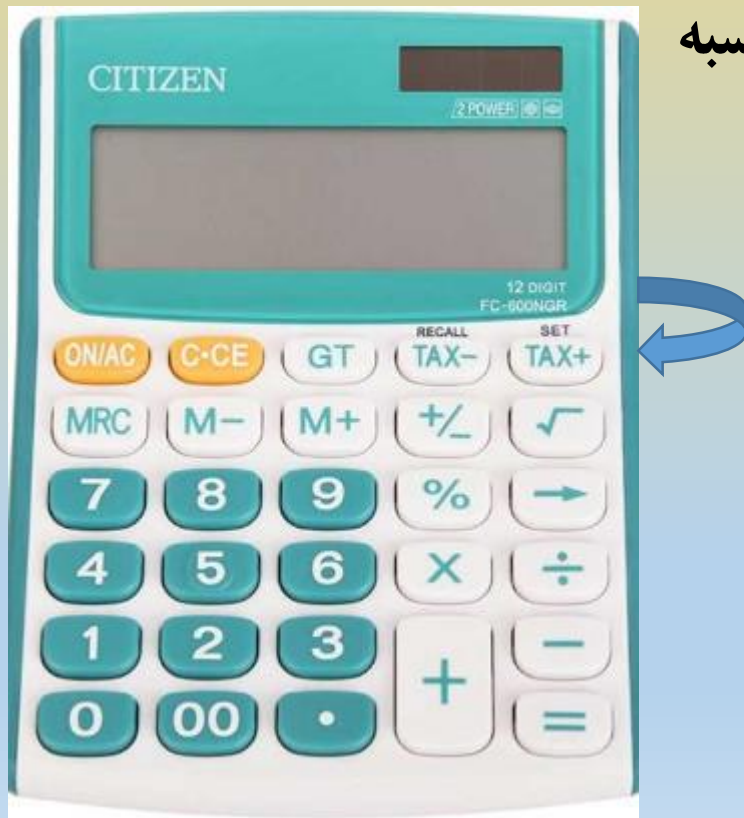 CITIZEN
2 POWER
12 DIGIT
FC-600NGR
RECALL SET
ON/AC C·CE GT TAX− TAX+
MRC M− M+ +/− √
7 8 9 % →
4 5 6 × ÷
1 2 3 + −
0 00 • =